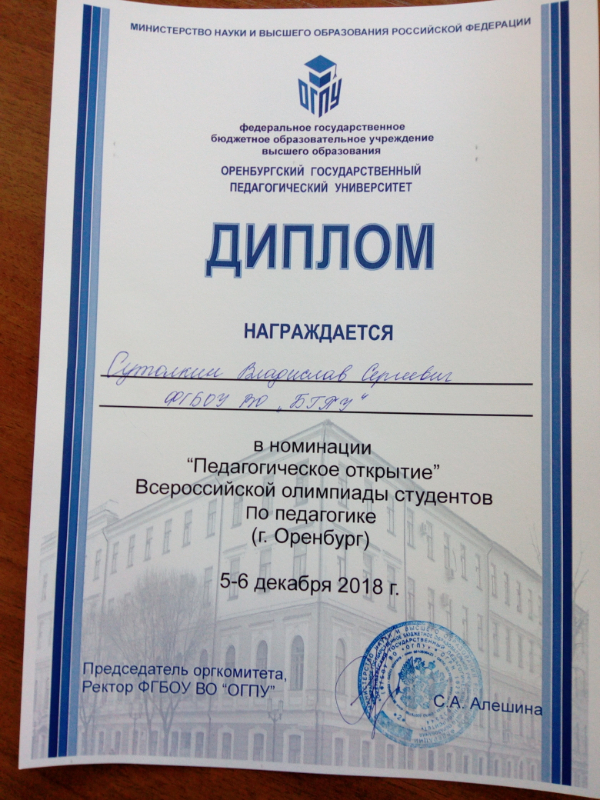 МИНИСТЕРСТВО НАУКИ И ВЫСШЕГО ОБРАЗОВАНИЯ РОССИЙСКОЙ ФЕДЕРАЦИИ
ОГПУ
федеральное государственное
бюджетное образовательное учреждение
высшего образования
ОРЕНБУРГСКИЙ ГОСУДАРСТВЕННЫЙ
ПЕДАГОГИЧЕСКИЙ УНИВЕРСИТЕТ
ДИПЛОМ
НАГРАЖДАЕТСЯ
Владислав Сергеевич
ФГБОУ ВО „БГПУ“
в номинации
“Педагогическое открытие”
Всероссийской олимпиады студентов
По педагогике
(г. Оренбург)
5-6 декабря 2018 г.
Председатель оргкомитета,
Ректор ФГБОУ ВО “ОГПУ”
С.А. Алешина